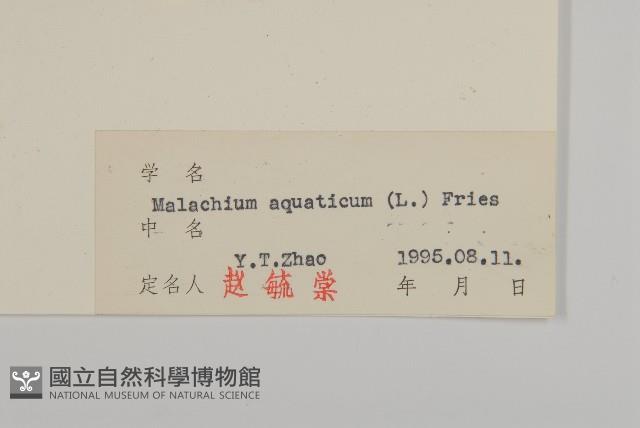 学 名
Malachium aquaticum (L.) Fries
中 名
Y.T.Zhao 1995.08.11.
定名人 赵毓棠 年 月 日
國立自然科學博物館
NATIONAL MUSEUM OF NATURAL SCIENCE